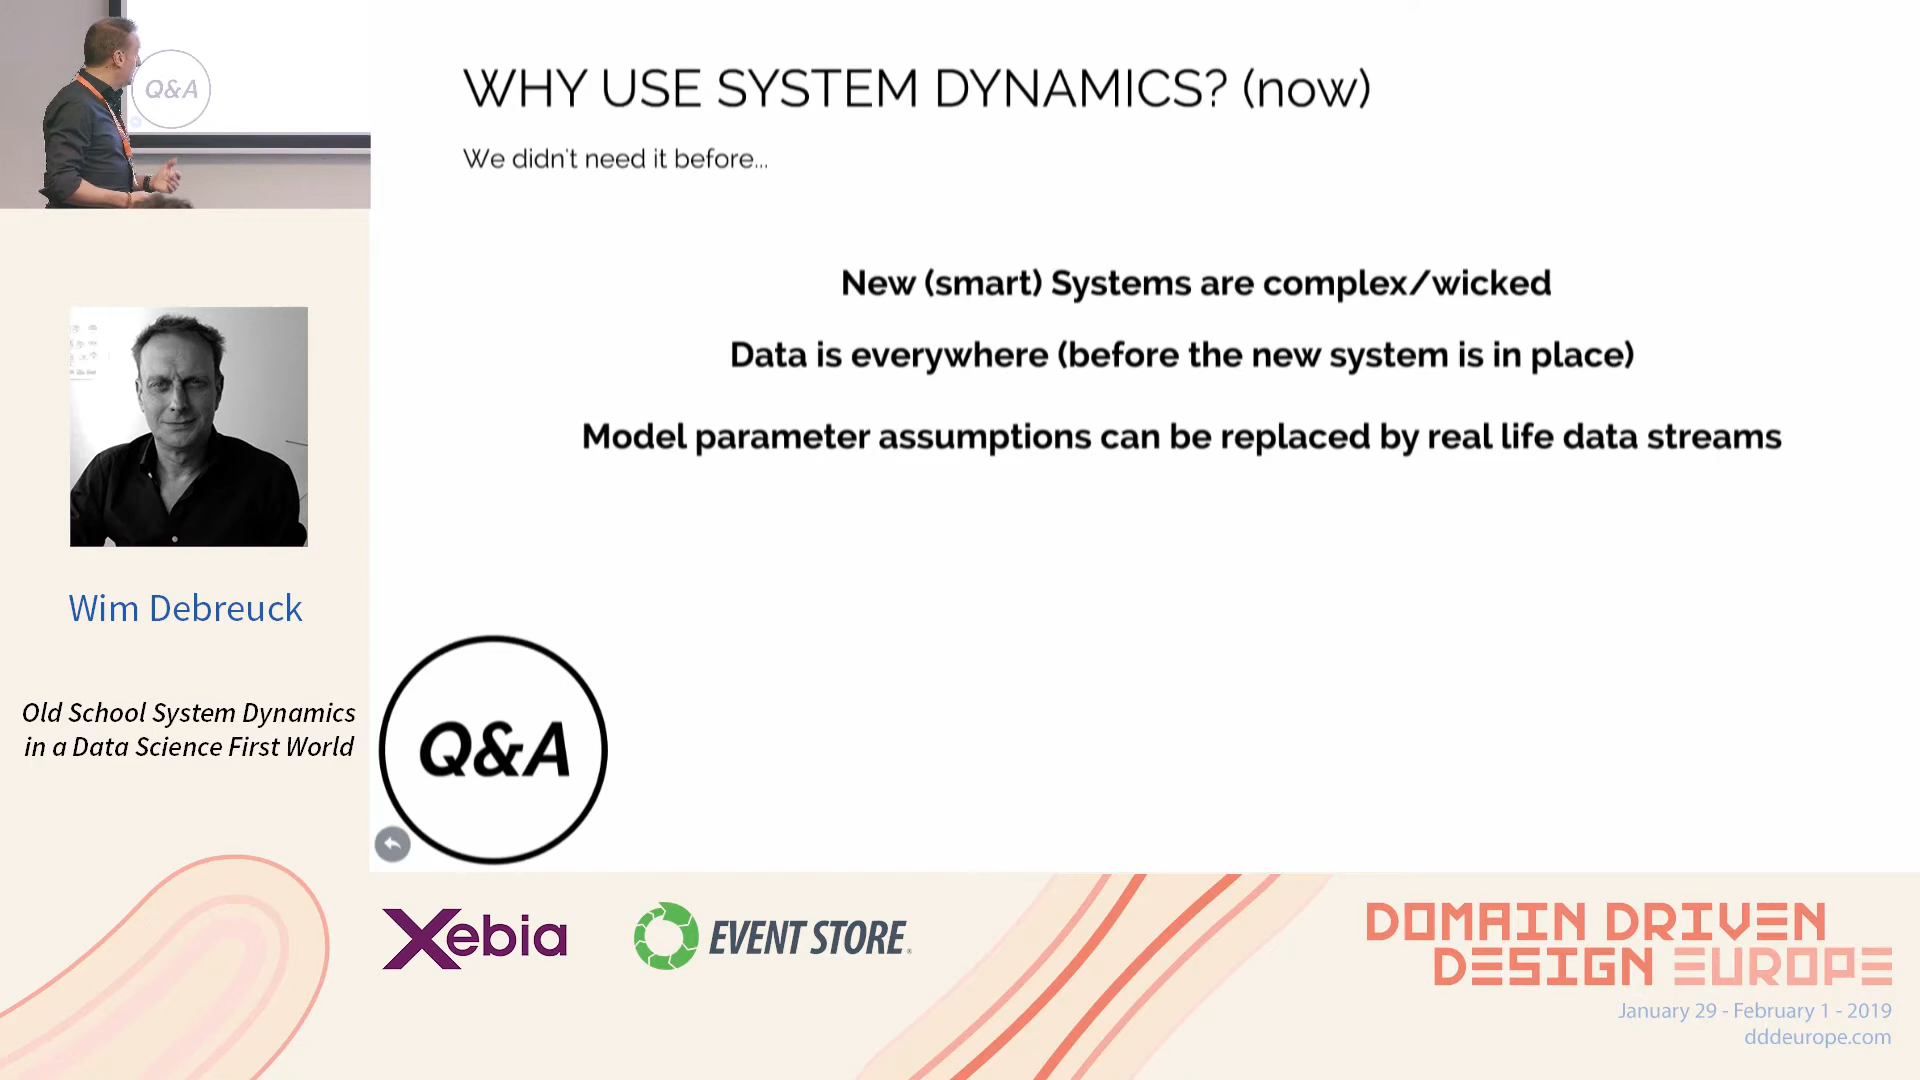 Q&A
WHY USE SYSTEM DYNAMICS? (now)
We didn't need it before...
New (smart) Systems are complex/wicked
Data is everywhere (before the new system is in place)
Model parameter assumptions can be replaced by real life data streams
Q&A
Wim Debreuck
Old School System Dynamics
in a Data Science First World
Xebia
EVENT STORE
DOMAIN DRIVEN
DESIGN EUROPE
January 29 - February 1 - 2019
dddeurope.com